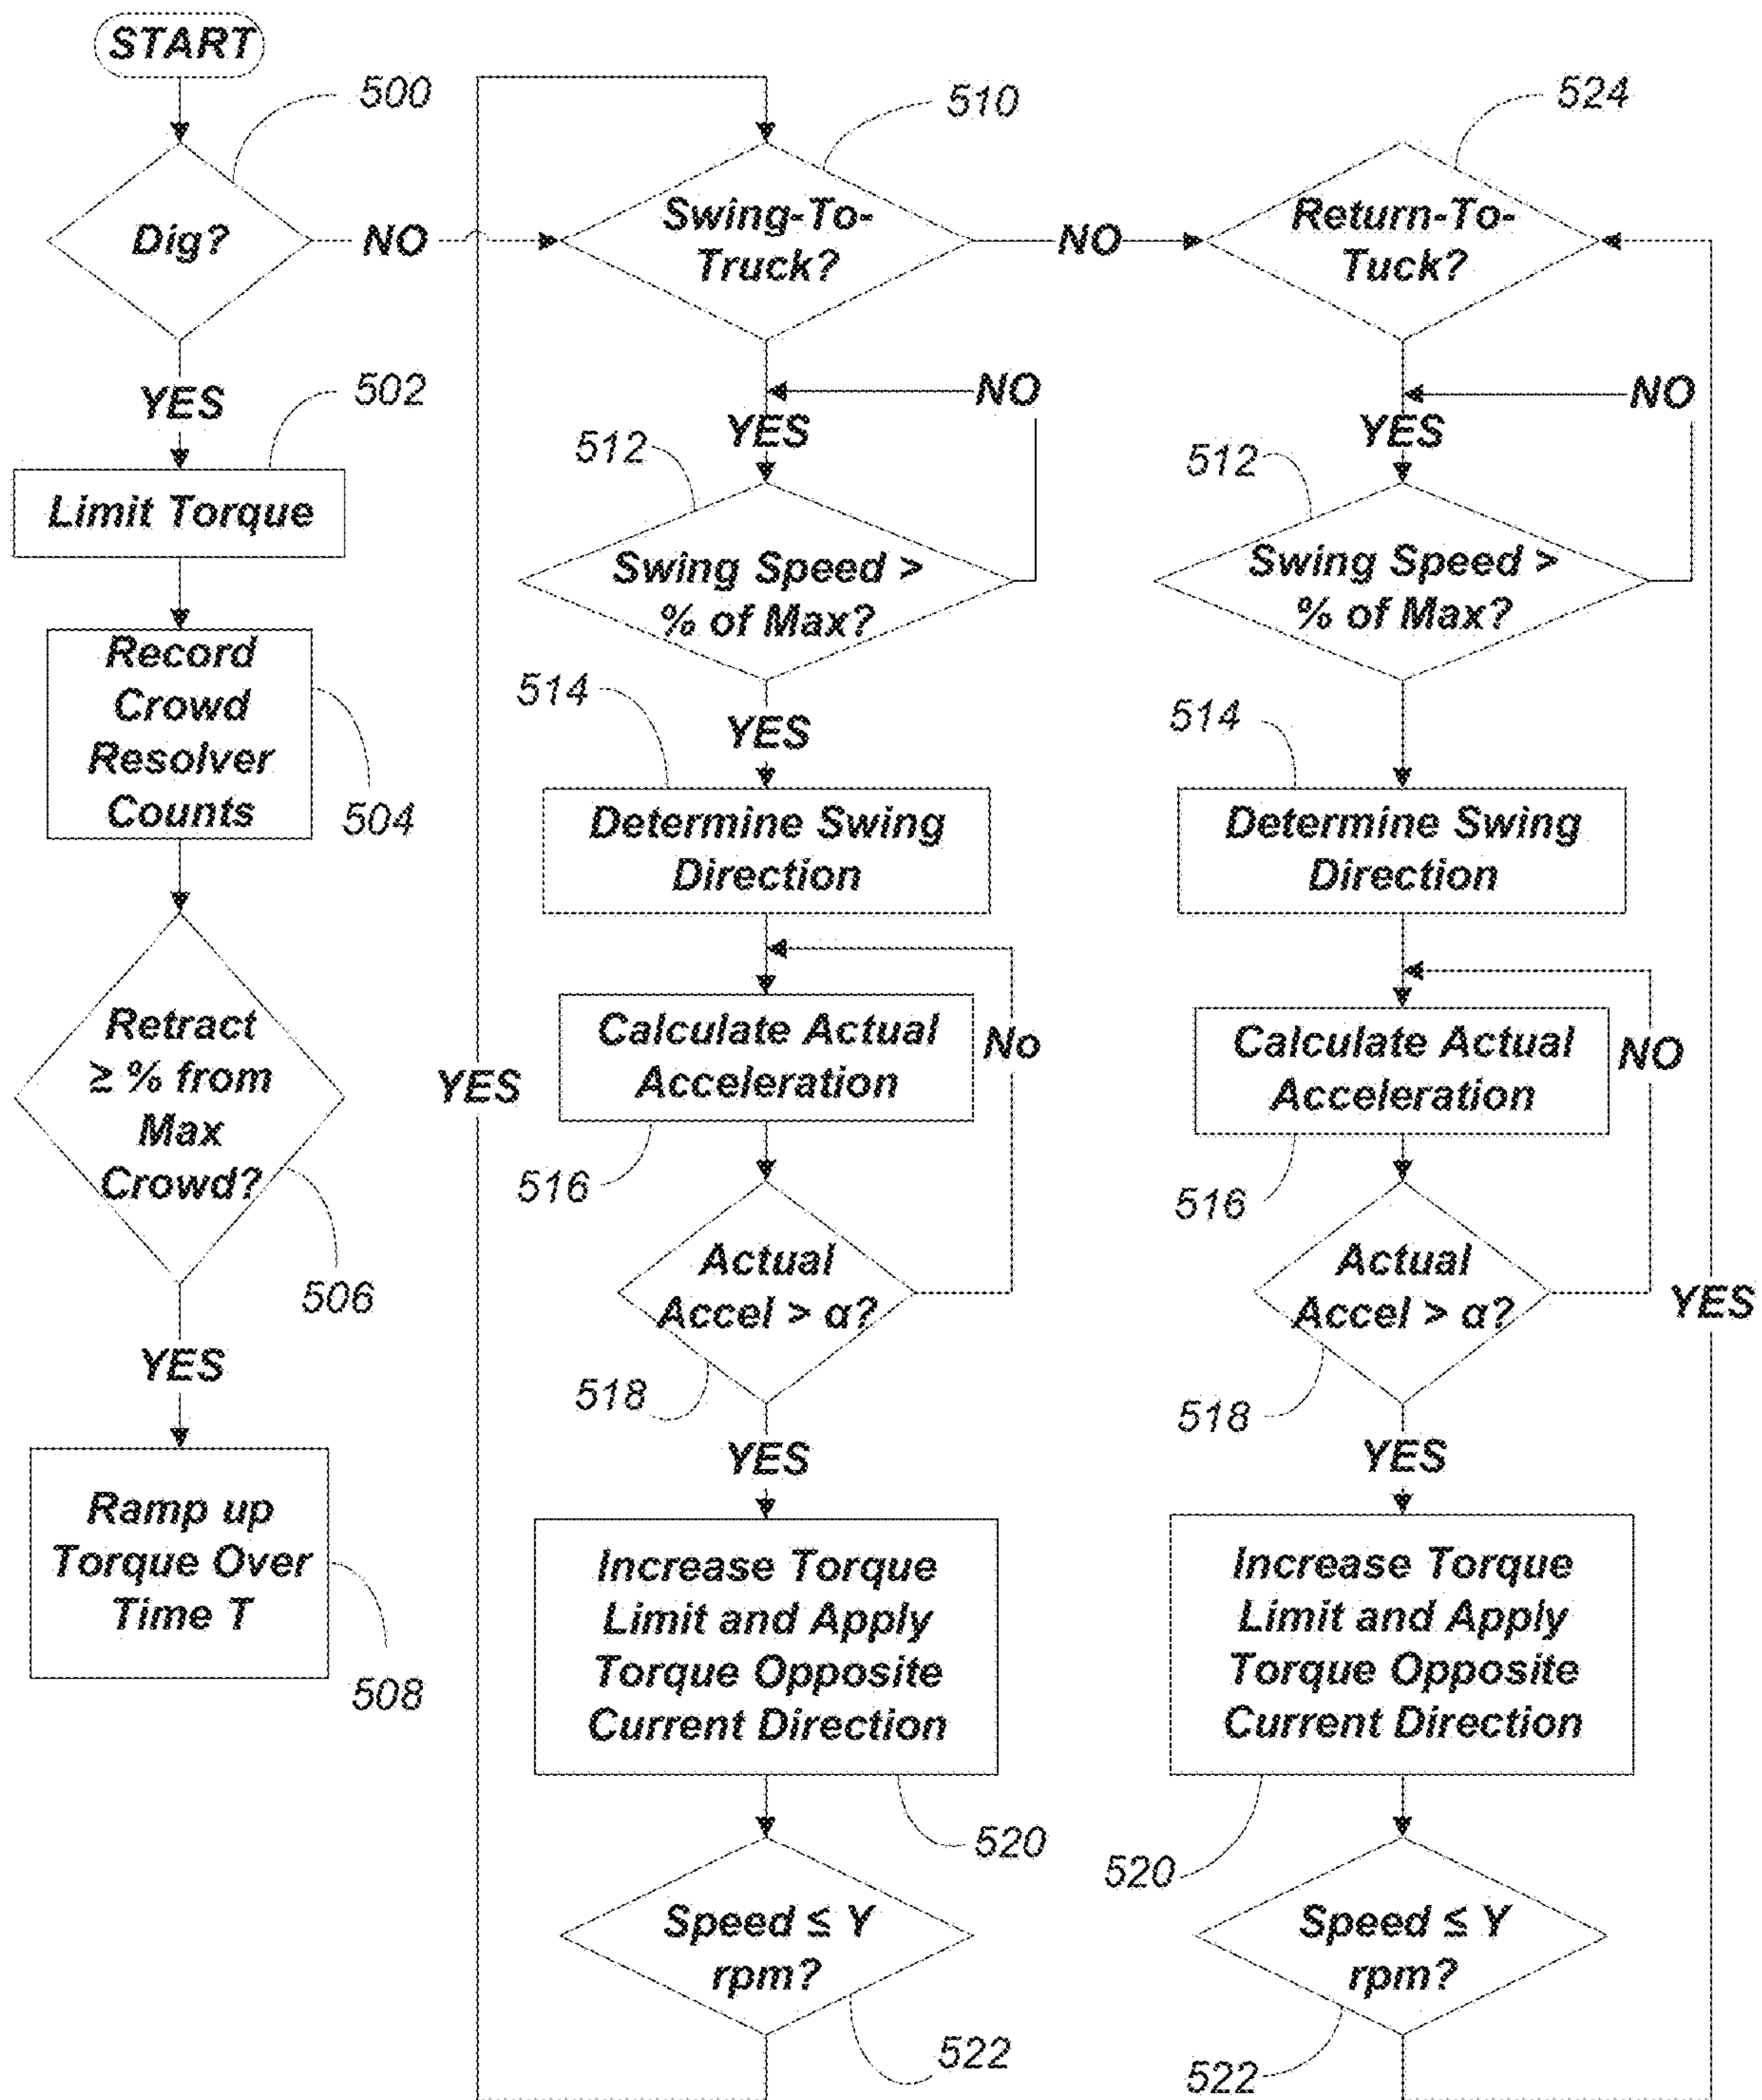 START
500
Dig?
NO
YES
502
Limit Torque
Record
Crowd
Resolver
Counts
504
Retract
≥ % from
Max
Crowd?
506
YES
Ramp up
Torque Over
Time T
508
YES
510
Swing-To-
Truck?
NO
NO
YES
512
Swing Speed >
% of Max?
514
YES
Determine Swing
Direction
Calculate Actual
Acceleration
No
516
Actual
Accel > α?
518
YES
Increase Torque
Limit and Apply
Torque Opposite
Current Direction
520
Speed ≤ Y
rpm?
522
524
Return-To-
Tuck?
NO
YES
512
Swing Speed >
% of Max?
514
Determine Swing
Direction
Calculate Actual
Acceleration
NO
516
Actual
Accel > α?
YES
518
YES
Increase Torque
Limit and Apply
Torque Opposite
Current Direction
520
Speed ≤ Y
rpm?
522